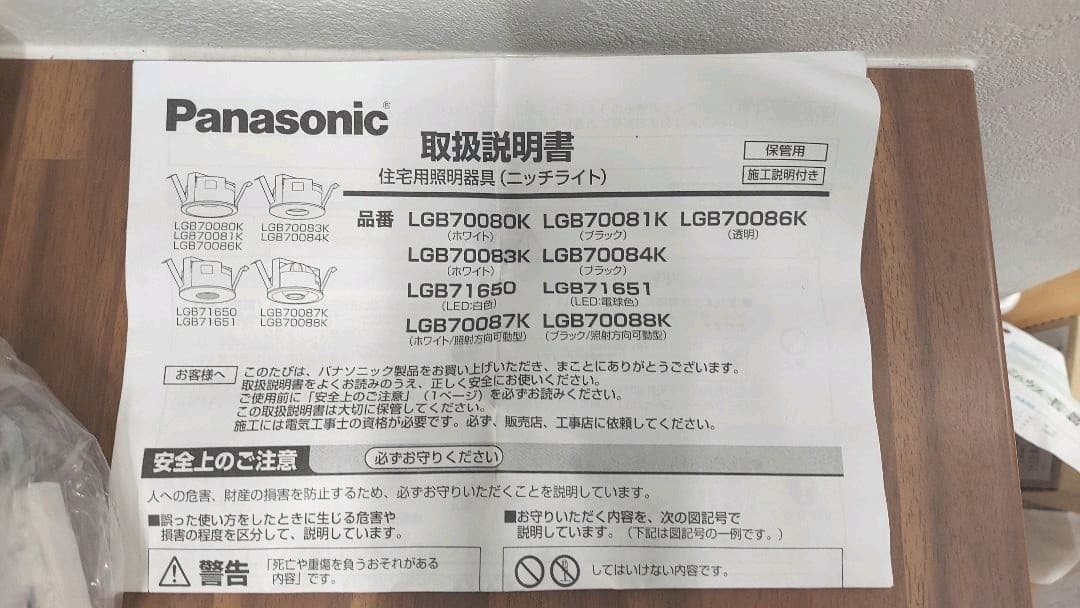 Panasonic®
取扱説明書
保管用
住宅用照明器具(ニッチライト)
施工説明付き
LGB70080K
LGB70081K
LGB70086K
LGB70083K
LGB70084K
LGB71650
LGB71651
LGB70087K
LGB70088K
品番 LGB70080K LGB70081K LGB70086K
(ホワイト) (ブラック) (透明)
LGB70083K LGB70084K
(ホワイト) (ブラック)
LGB71650 LGB71651
(LED:白色) (LED:電球色)
LGB70087K LGB70088K
(ホワイト/照射方向可動型) (ブラック/照射方向可動型)
お客様へ このたびは、パナソニック製品をお買い上げいただき、まことにありがとうございます。
取扱説明書をよくお読みのうえ、正しく安全にお使いください。
ご使用前に「安全上のご注意」(1ページ)を必ずお読みください。
この取扱説明書は大切に保管してください。
施工には電気工事士の資格が必要です。必ず、販売店、工事店に依頼してください。
安全上のご注意 必ずお守りください
人への危害、財産の損害を防止するため、必ずお守りいただくことを説明しています。
■誤った使い方をしたときに生じる危害や
損害の程度を区分して、説明しています。
■お守りいただく内容を、次の図記号で
説明しています。(下記は図記号の一例です。)
警告 「死亡や重傷を負うおそれがある
内容」です。
してはいけない内容です。